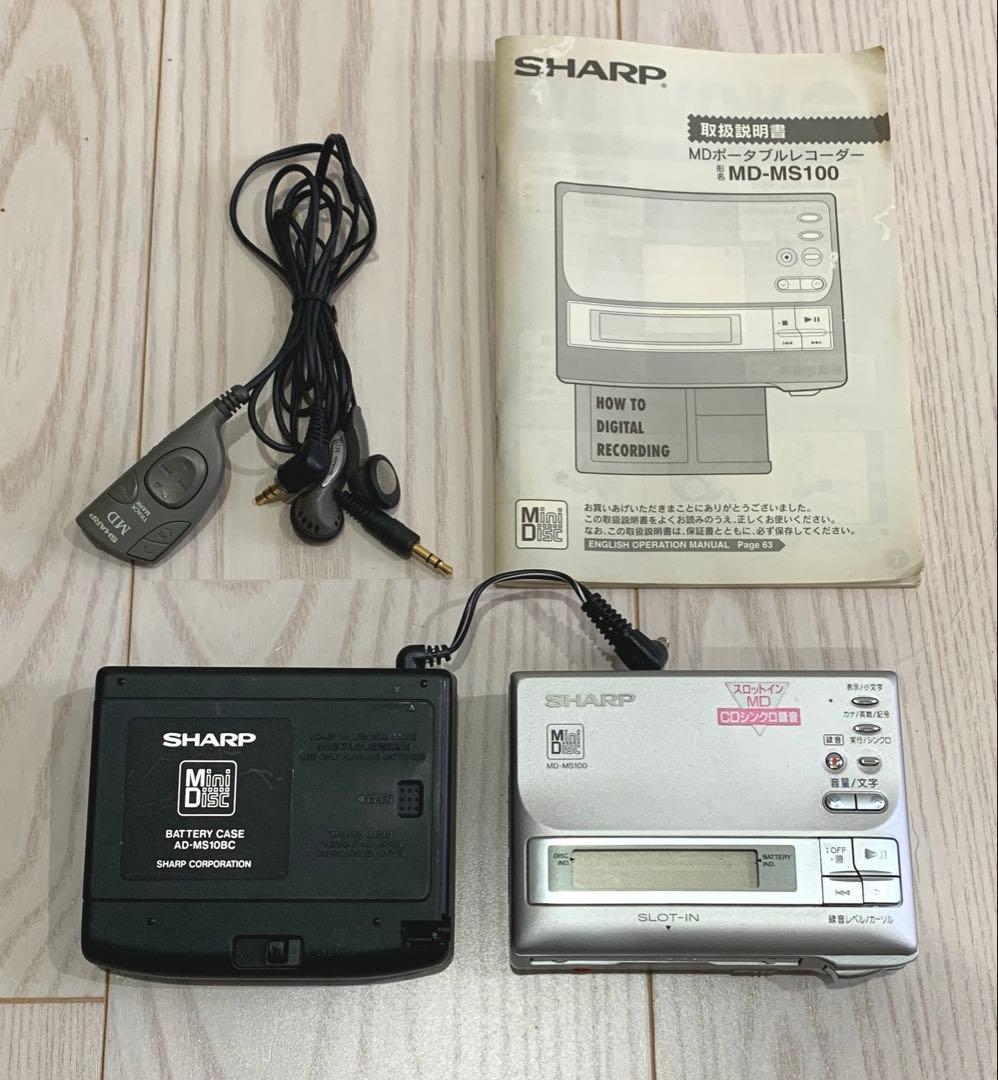 SHARP
取扱説明書
MDポータブルレコーダー
形名 MD-MS100
HOW TO
DIGITAL
RECORDING
Mini
Disc
お買いあげいただきまことにありがとうございました。
この取扱説明書をよくお読みのうえ、正しくお使いください。
なお、この取扱説明書は、保証書とともに、必ず保存してください。
ENGLISH OPERATION MANUAL Page 63
SHARP
MD
TRACK
MARK
SHARP
Mini
Disc
BATTERY CASE
AD-MS10BC
SHARP CORPORATION
OPEN
SHARP
Mini
Disc
MD-MS100
スロットイン
MD
CDシンクロ録音
表示/小文字
カナ/英数/記号
録音 実行/シンクロ
音量/文字
DISC
IND.
BATTERY
IND.
:OFF
SLOT-IN
録音レベル/カーソル